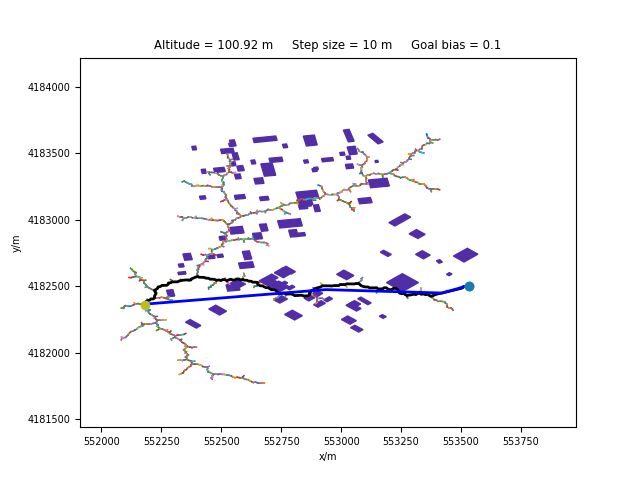 Altitude = 100.92 m Step size = 10 m Goal bias = 0.1
4184000
4183500
4183000
4182500
4182000
4181500
y/m
552000 552250 552500 552750 553000 553250 553500 553750
x/m